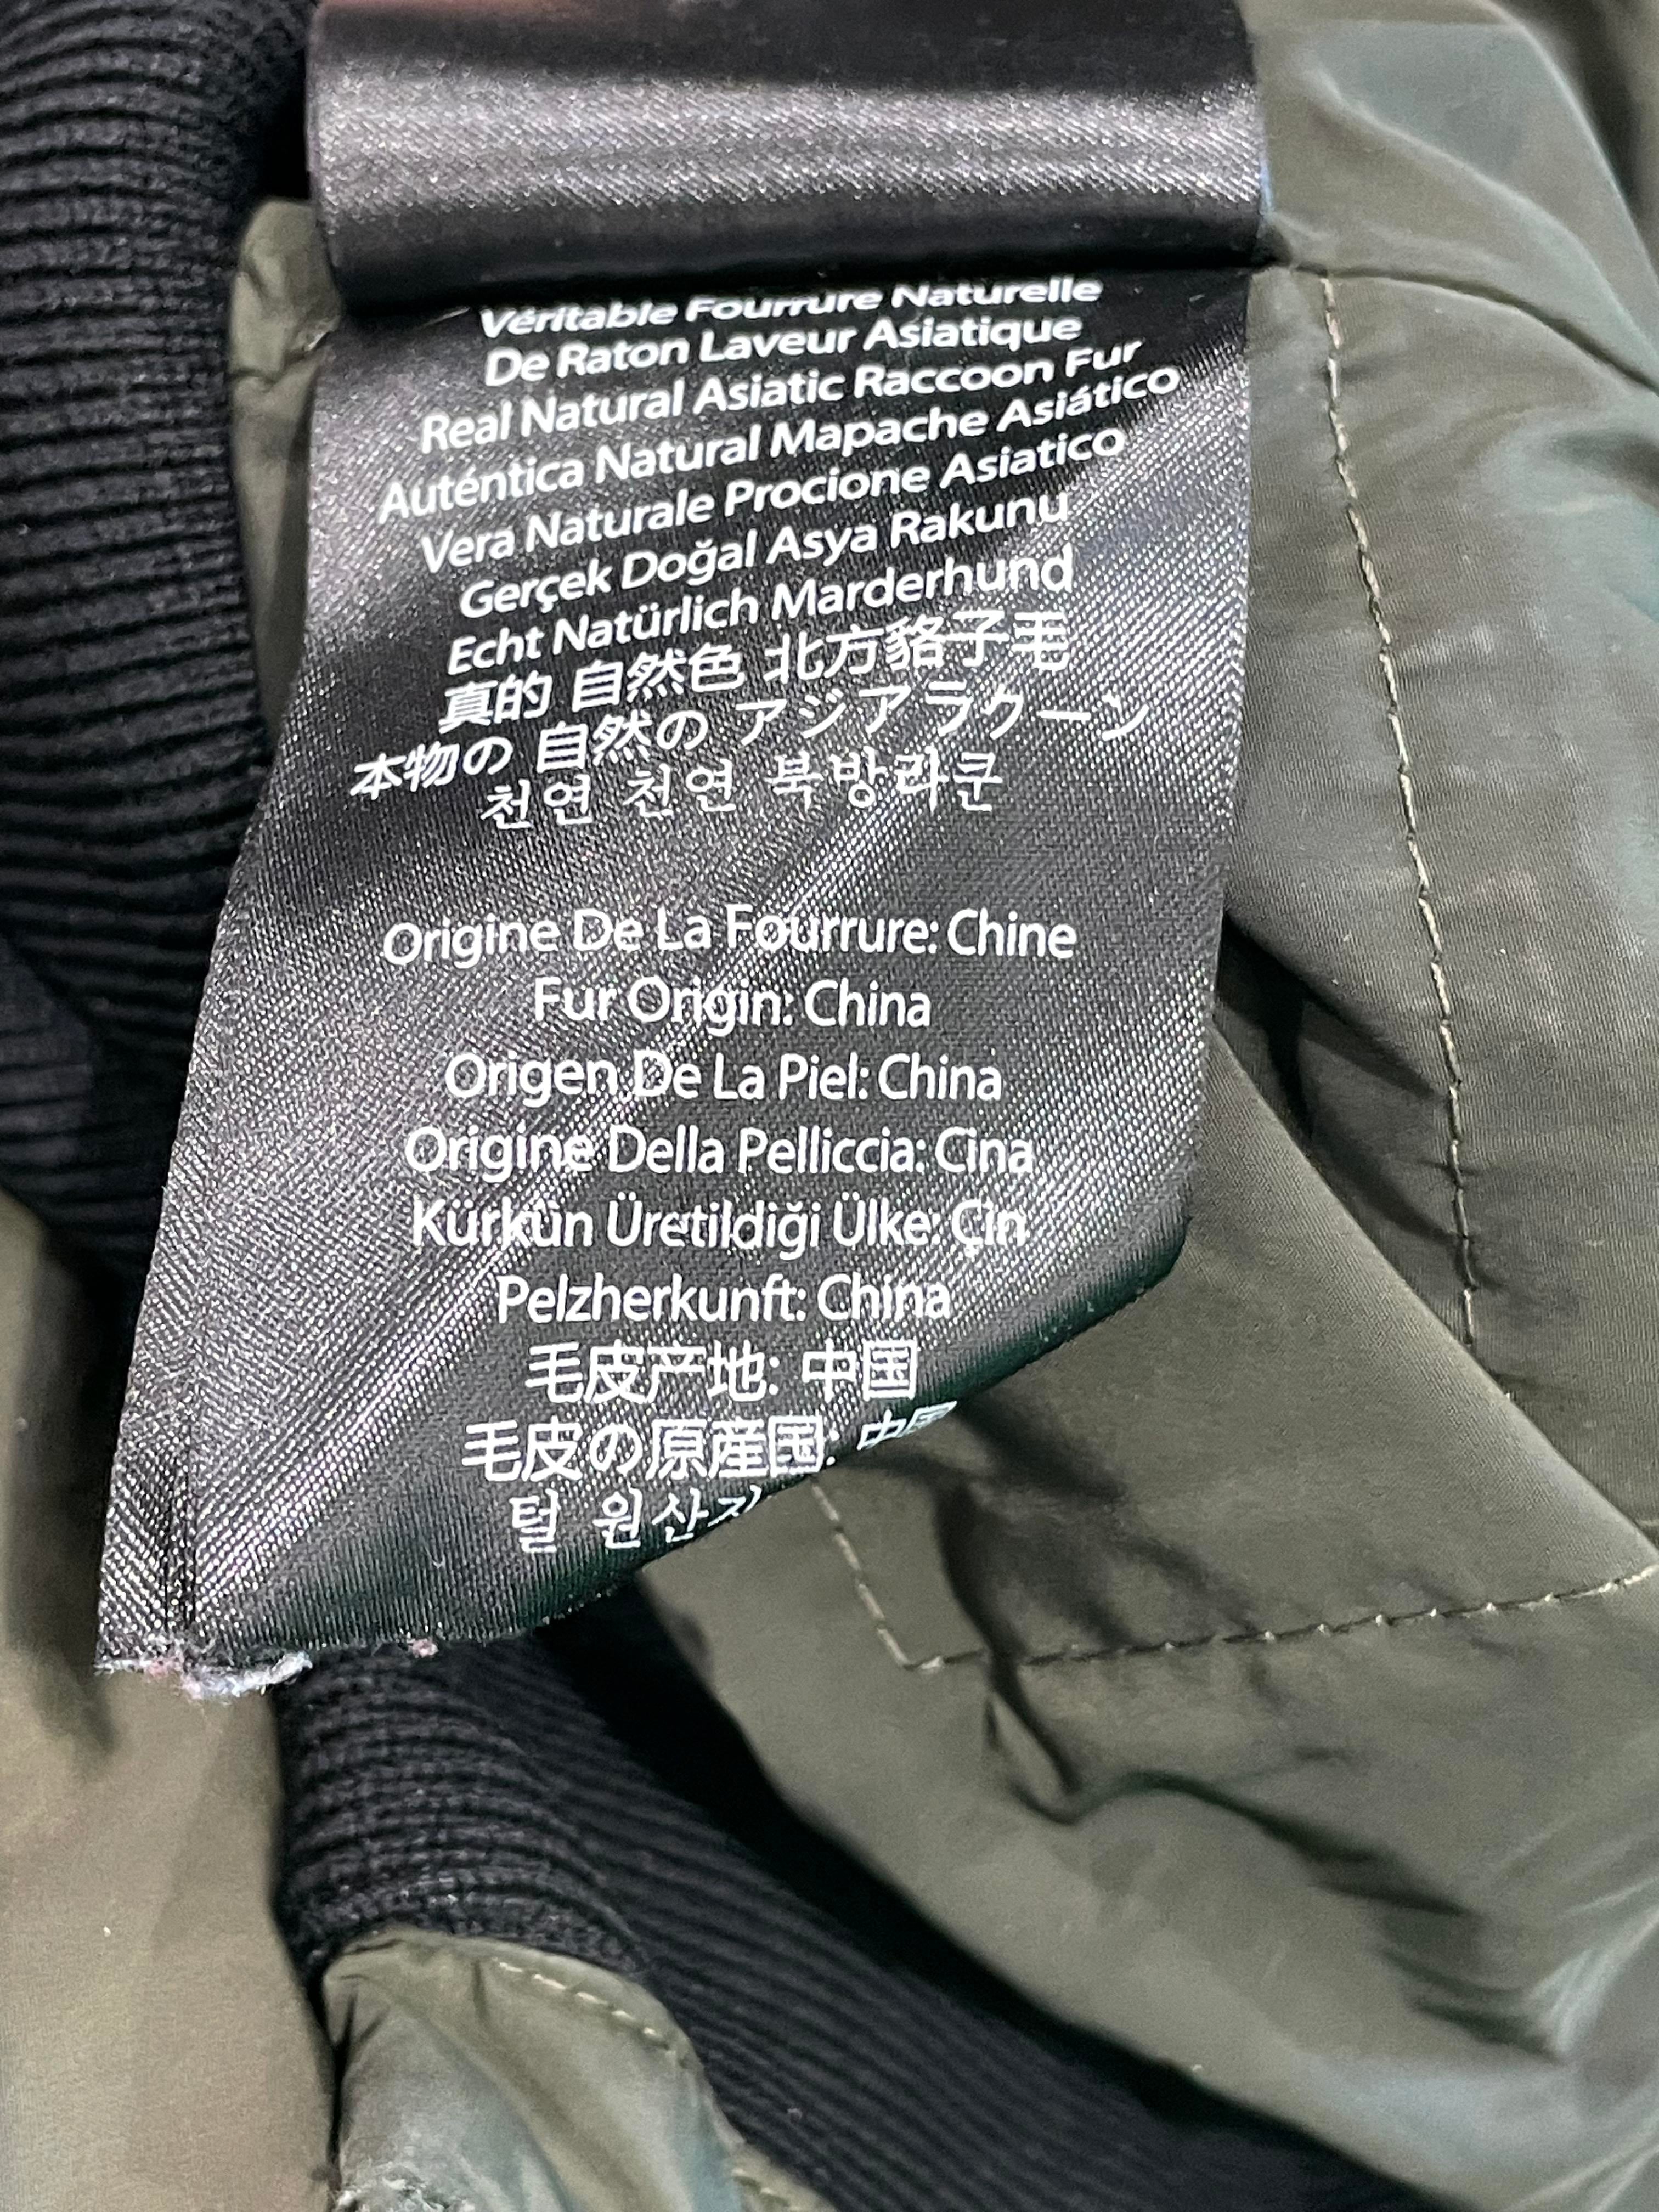 Véritable Fourrure Naturelle
De Raton Laveur Asiatique
Real Natural Asiatic Raccoon Fur
Auténtica Natural Mapache Asiático
Vera Naturale Procione Asiatico
Gerçek Doğal Asya Rakunu
Echt Natürlich Marderhund
真的 自然色 北方貉子毛
本物の 自然の アジアラクーン
천연 천연 북방라쿤
Origine De La Fourrure: Chine
Fur Origin: China
Origen De La Piel: China
Origine Della Pelliccia: Cina
Kürkün Üretildiği Ülke: Çin
Pelzherkunft: China
毛皮产地: 中国
毛皮の原産国: 中国
털